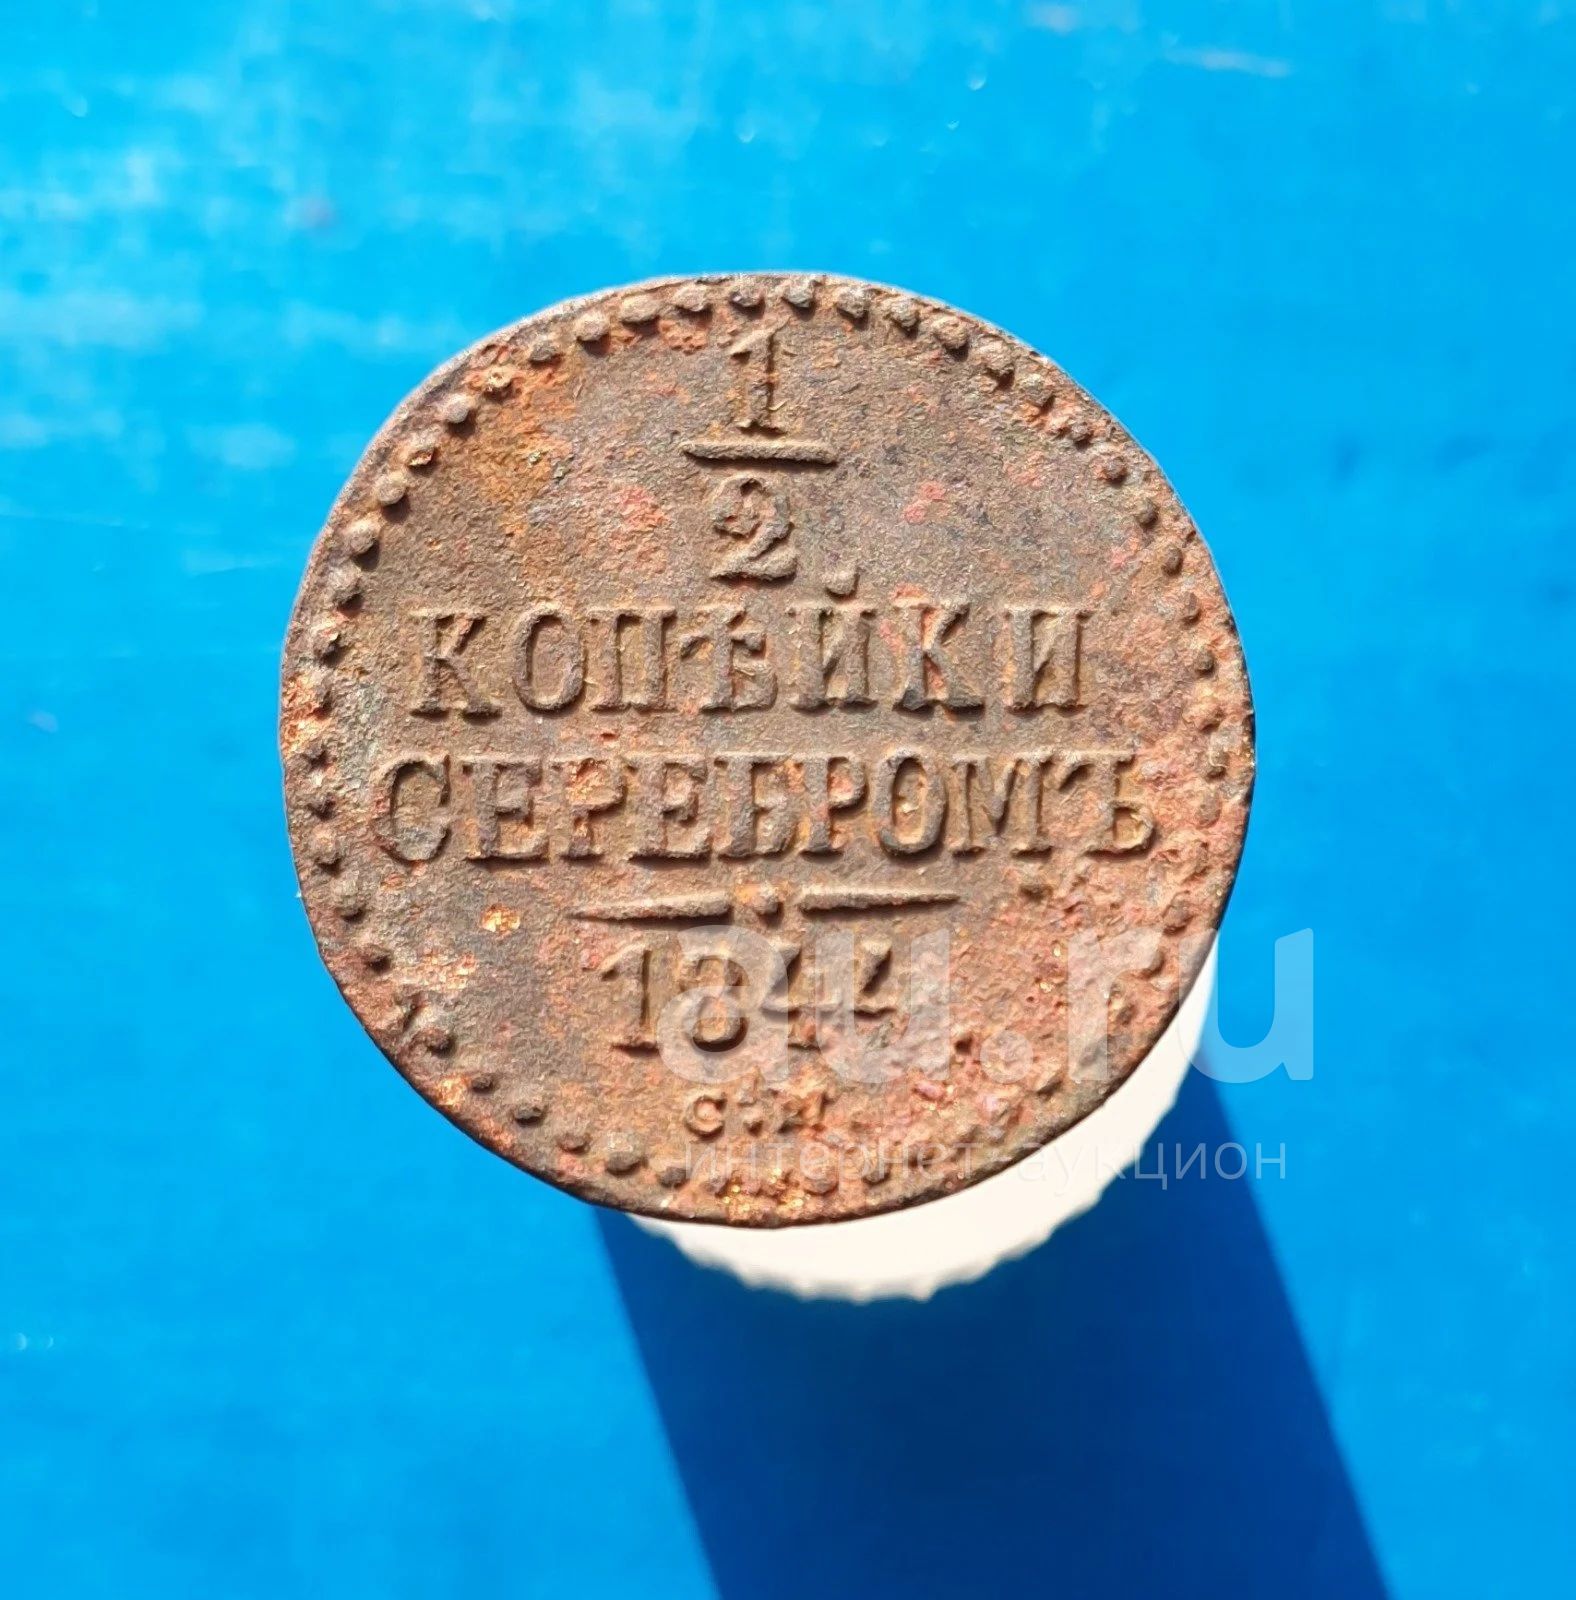 1
2.
КОПѢЙКИ
СЕРЕБРОМЪ
1844.
С.М.
au.ru
интернет-аукцион